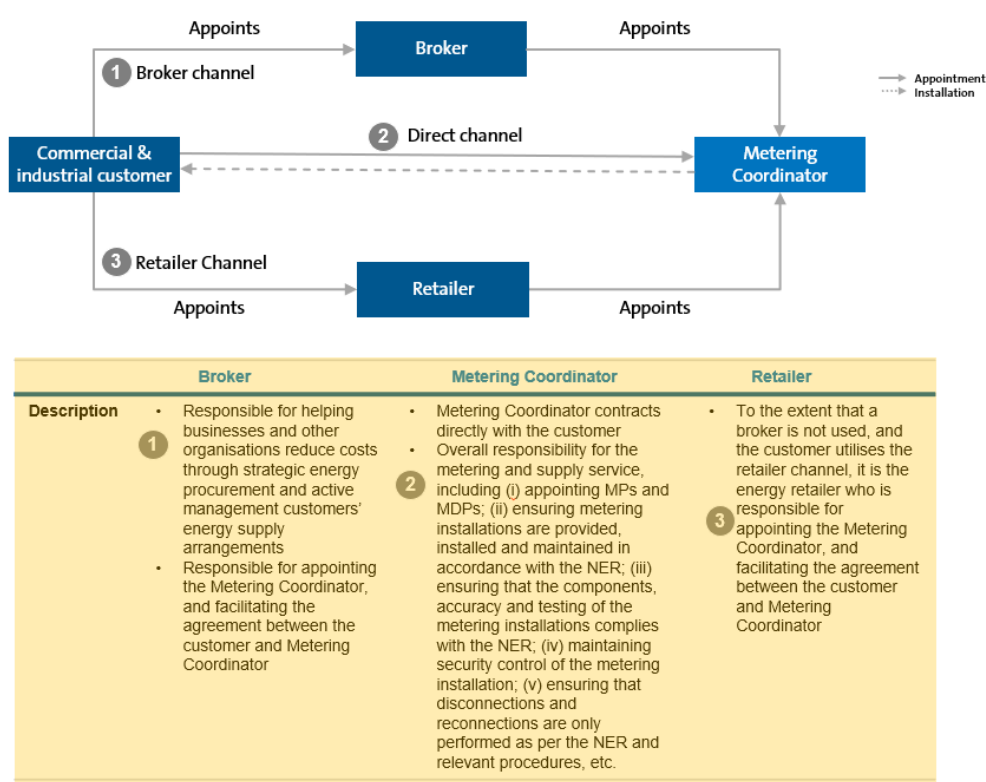 Appoints
Broker
Appoints
1 Broker channel
Appointment
Installation
2 Direct channel
Commercial &
industrial customer
Metering
Coordinator
3 Retailer Channel
Retailer
Appoints
Appoints
Broker
Metering Coordinator
Retailer
Description
1
• Responsible for helping
businesses and other
organisations reduce costs
through strategic energy
procurement and active
management customers’
energy supply
arrangements
• Responsible for appointing
the Metering Coordinator,
and facilitating the
agreement between the
customer and Metering
Coordinator
2
• Metering Coordinator contracts
directly with the customer
• Overall responsibility for the
metering and supply service,
including (i) appointing MPs and
MDPs; (ii) ensuring metering
installations are provided,
installed and maintained in
accordance with the NER; (iii)
ensuring that the components,
accuracy and testing of the
metering installations complies
with the NER; (iv) maintaining
security control of the metering
installation; (v) ensuring that
disconnections and
reconnections are only
performed as per the NER and
relevant procedures, etc.
3
• To the extent that a
broker is not used, and
the customer utilises the
retailer channel, it is the
energy retailer who is
responsible for
appointing the Metering
Coordinator, and
facilitating the agreement
between the customer
and Metering
Coordinator